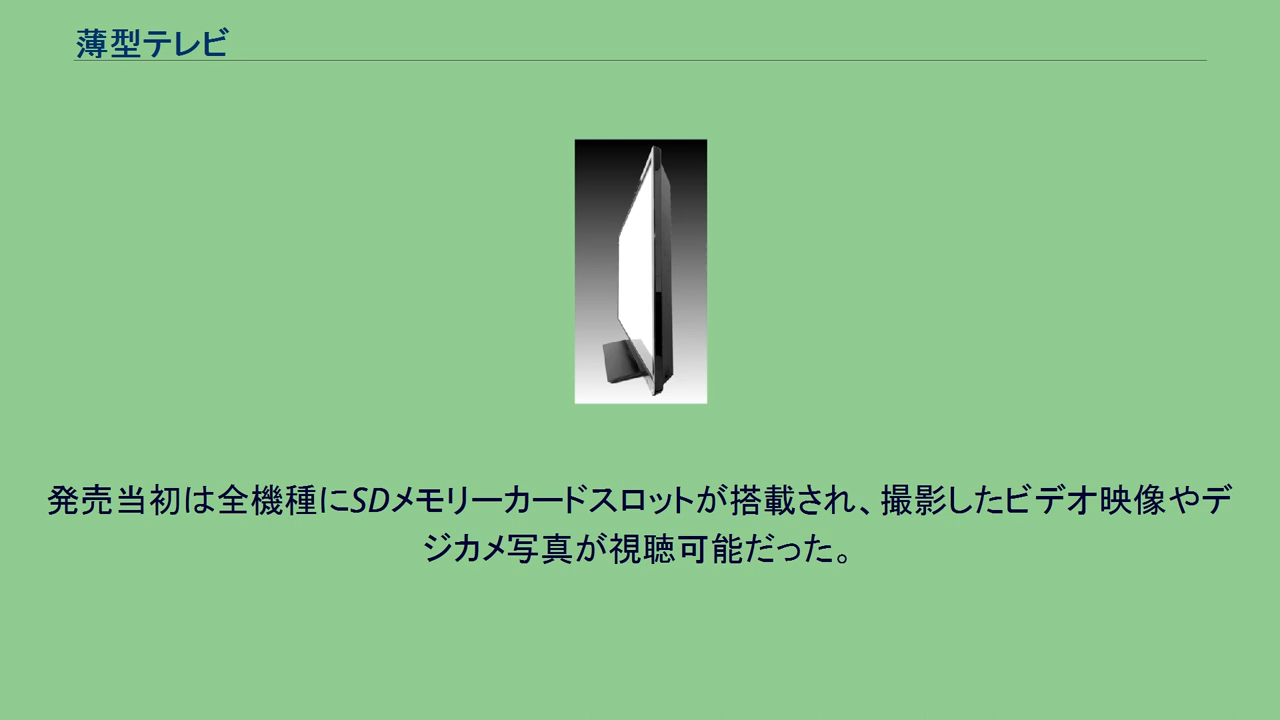 薄型テレビ
発売当初は全機種にSDメモリーカードスロットが搭載され、撮影したビデオ映像やデ
ジカメ写真が視聴可能だった。